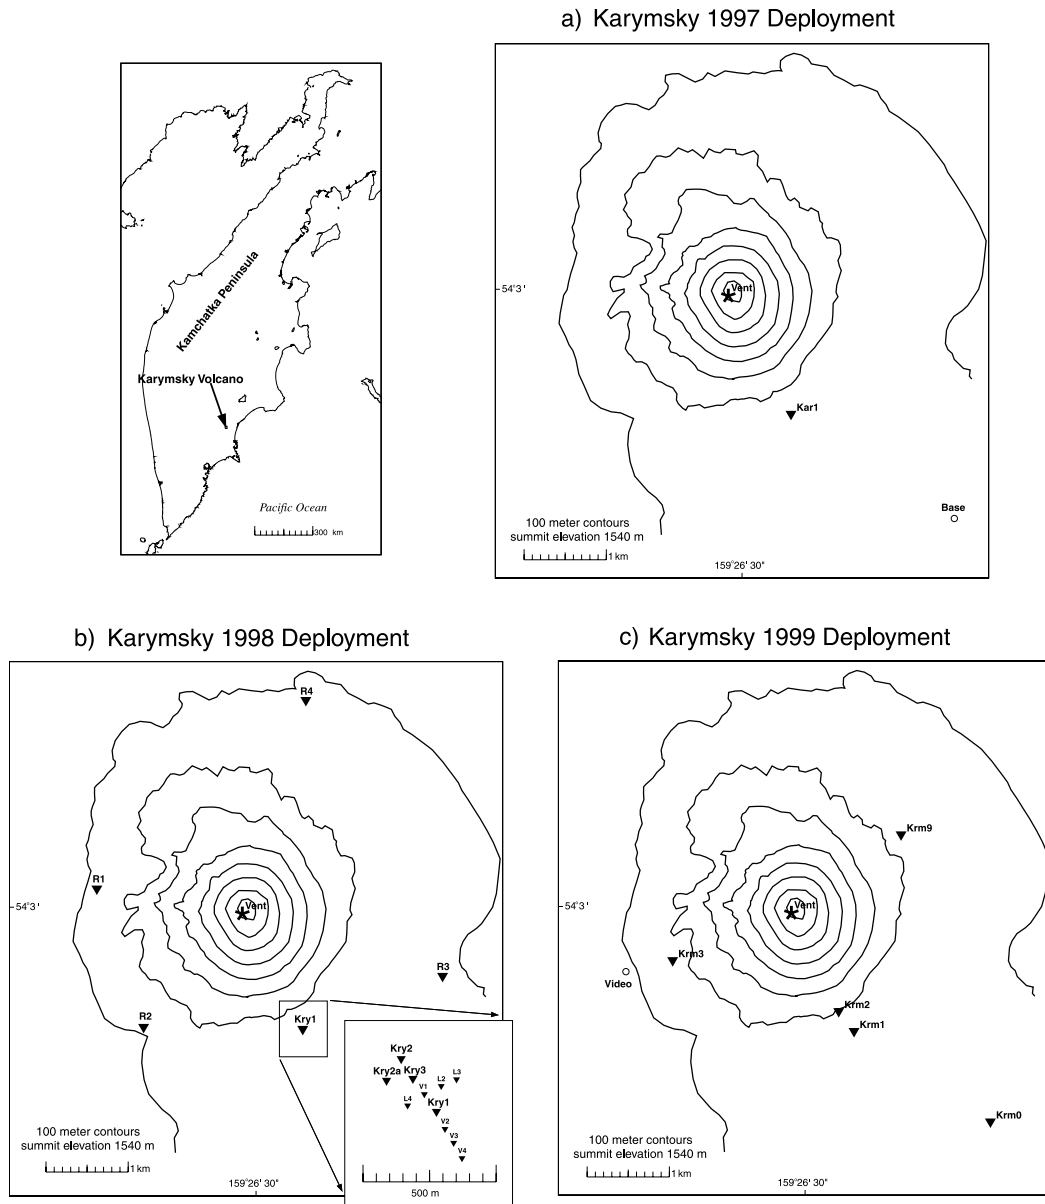 a) Karymsky 1997 Deployment
Kamchatka Peninsula
Karymsky Volcano
Pacific Ocean
300 km
54°3'
Vent
Kar1
Base
100 meter contours
summit elevation 1540 m
1 km
159°26' 30"
b) Karymsky 1998 Deployment
R4
R1
54°3'
Vent
R3
R2
Kry1
Kry2
Kry2a
Kry3
L3
L2
V1
L4
Kry1
V2
V3
V4
500 m
100 meter contours
summit elevation 1540 m
1 km
159°26' 30"
c) Karymsky 1999 Deployment
Krm9
54°3'
Vent
Krm3
Video
Krm2
Krm1
Krm0
100 meter contours
summit elevation 1540 m
1 km
159°26' 30"